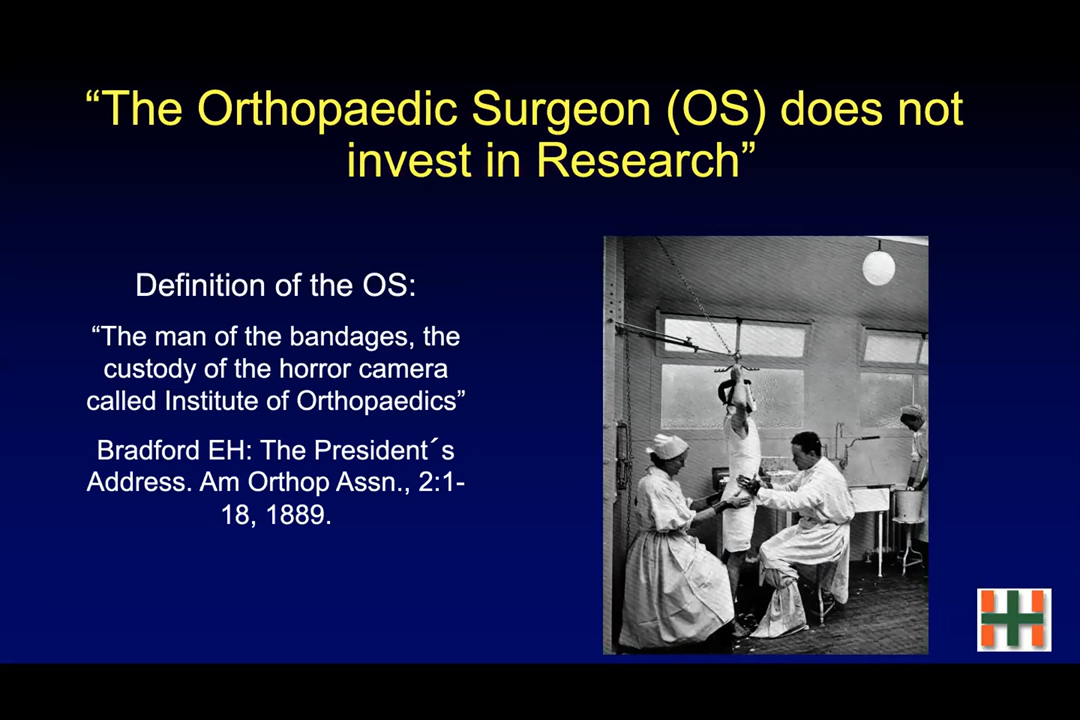 “The Orthopaedic Surgeon (OS) does not
invest in Research”
Definition of the OS:
“The man of the bandages, the
custody of the horror camera
called Institute of Orthopaedics”
Bradford EH: The President´s
Address. Am Orthop Assn., 2:1-
18, 1889.